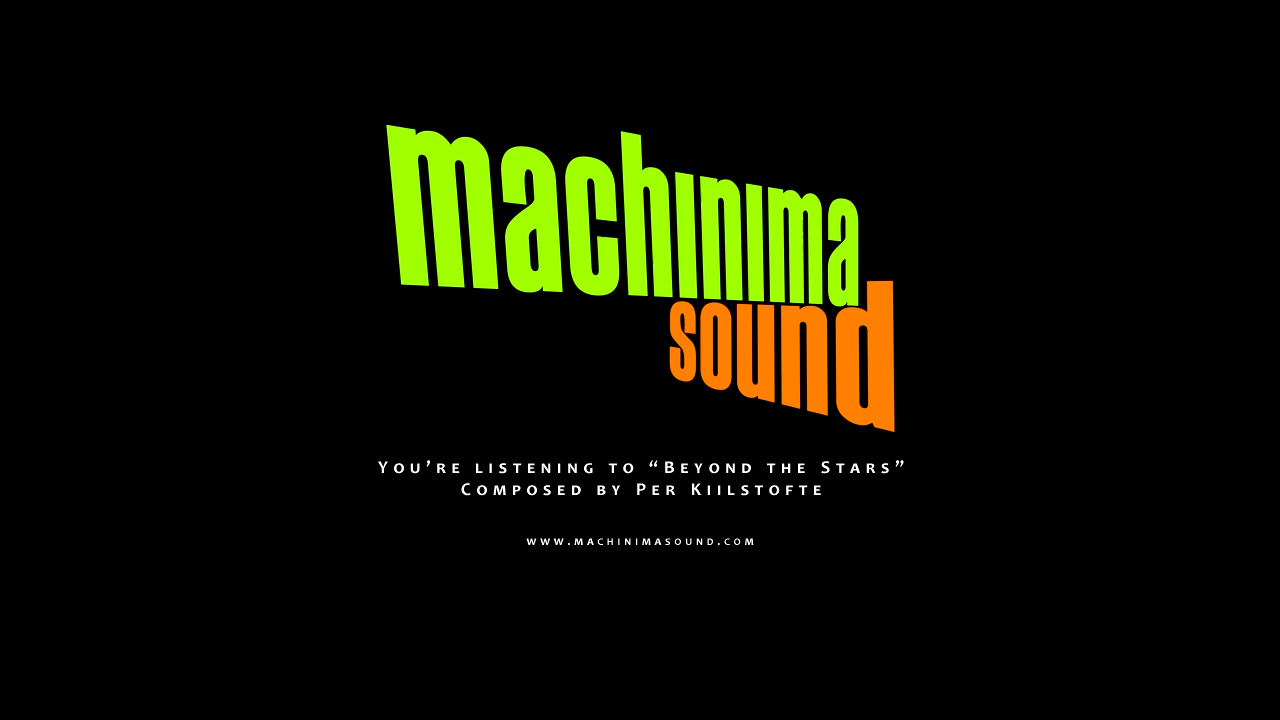 machinima
sound
You're listening to “Beyond the Stars”
Composed by Per Kiilstofte
www.machinimasound.com